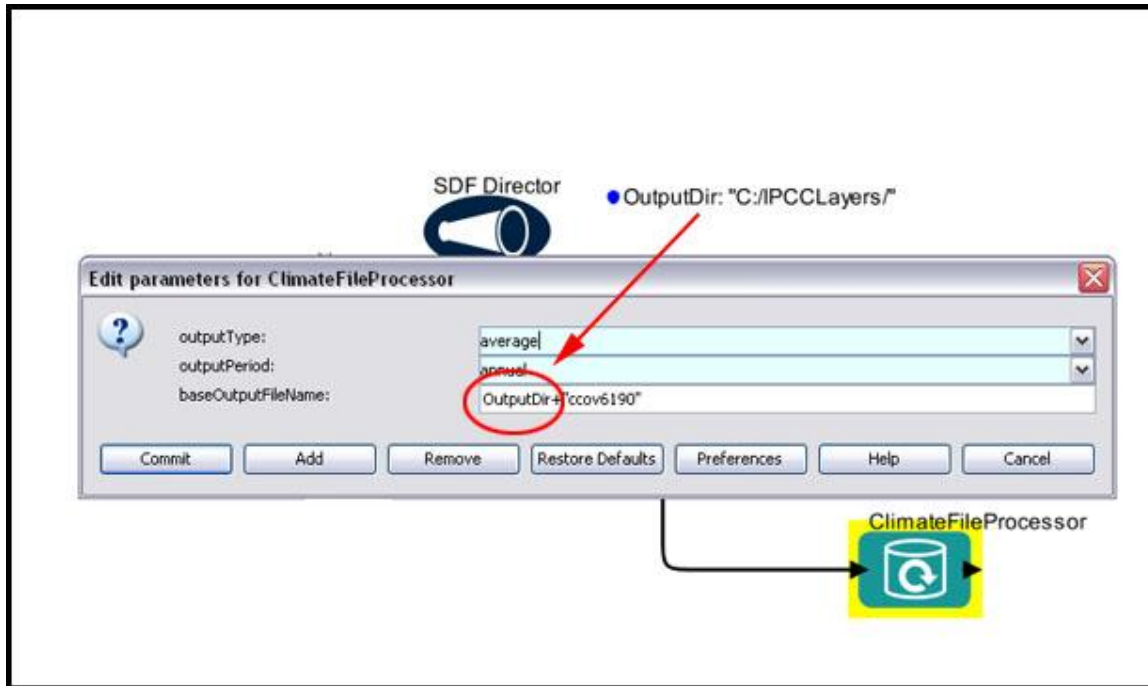 SDF Director
OutputDir: "C:/IPCCLayers/"
Edit parameters for ClimateFileProcessor
outputType:
average
outputPeriod:
annual
baseOutputFileName:
OutputDir+"ccov6190"
Commit
Add
Remove
Restore Defaults
Preferences
Help
Cancel
ClimateFileProcessor